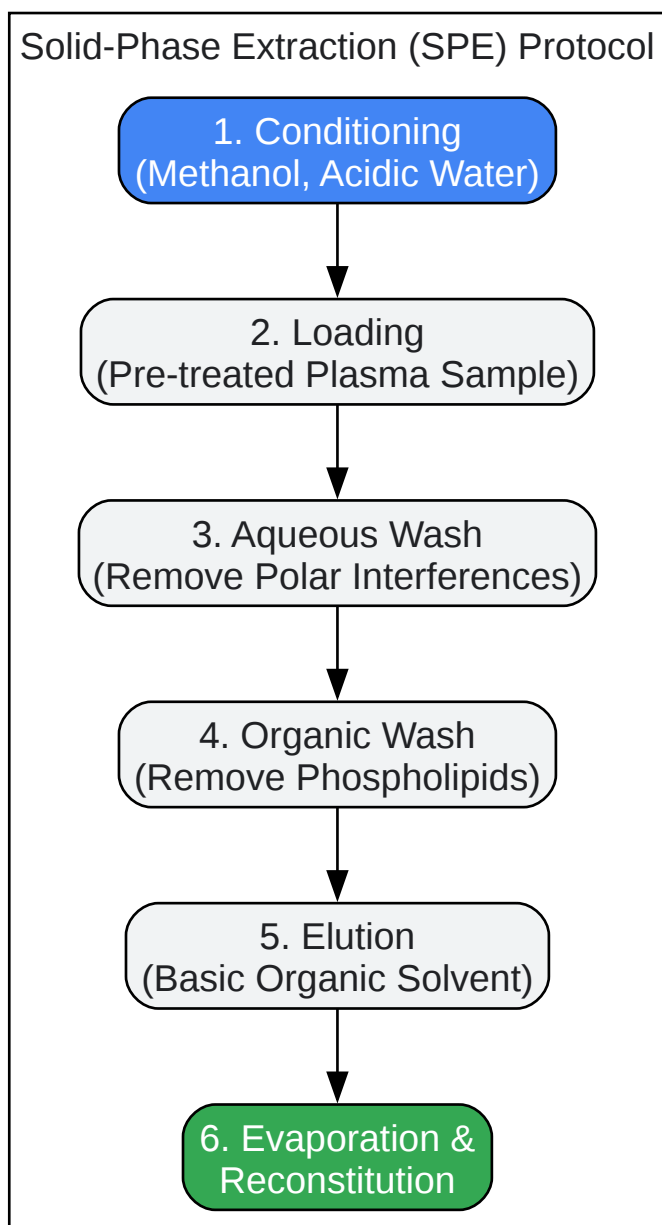 Solid-Phase Extraction (SPE) Protocol
1. Conditioning
(Methanol, Acidic Water)
2. Loading
(Pre-treated Plasma Sample)
3. Aqueous Wash
(Remove Polar Interferences)
4. Organic Wash
(Remove Phospholipids)
5. Elution
(Basic Organic Solvent)
6. Evaporation &
Reconstitution